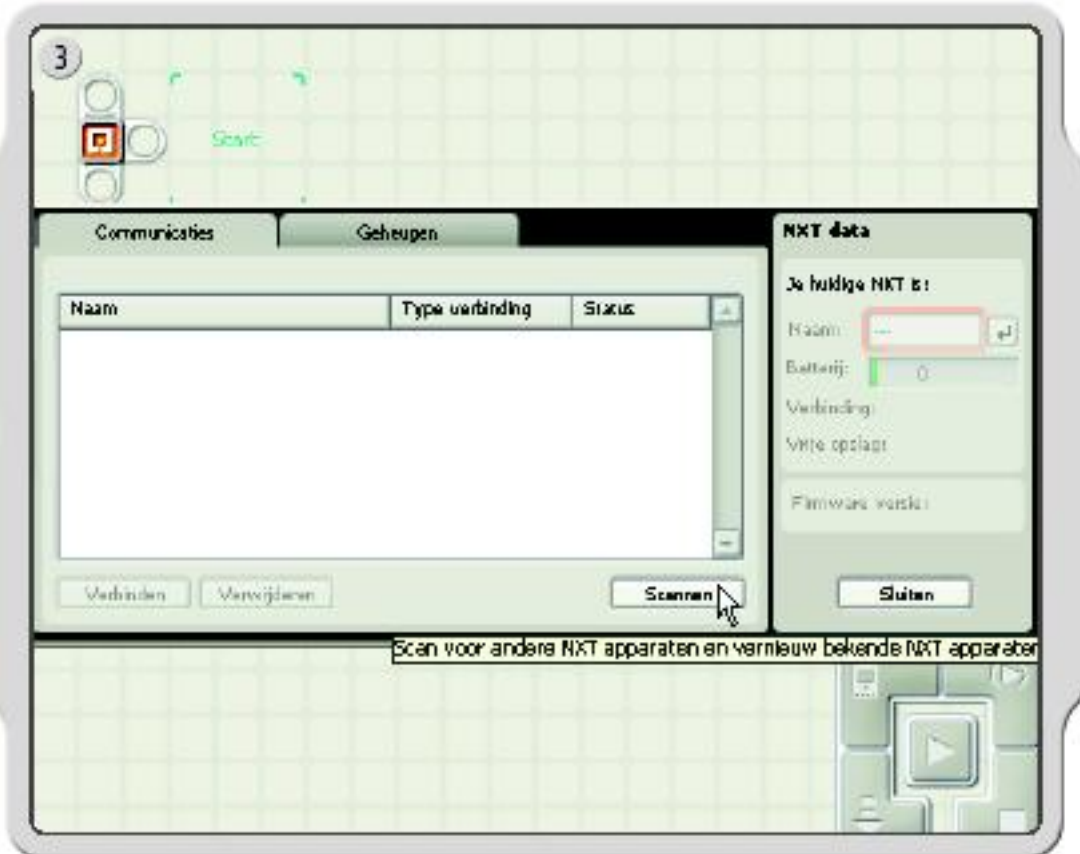 3
Start
Communicaties
Geheugen
NXT data
Je huidige NXT is:
Naam
Type verbinding
Status
Naam: ---
Batterij: 0
Verbinding:
Vrije opslag:
Firmware versie:
Verbinden
Verwijderen
Scannen
Sluiten
Scan voor andere NXT apparaten en vernieuw bekende NXT apparaten